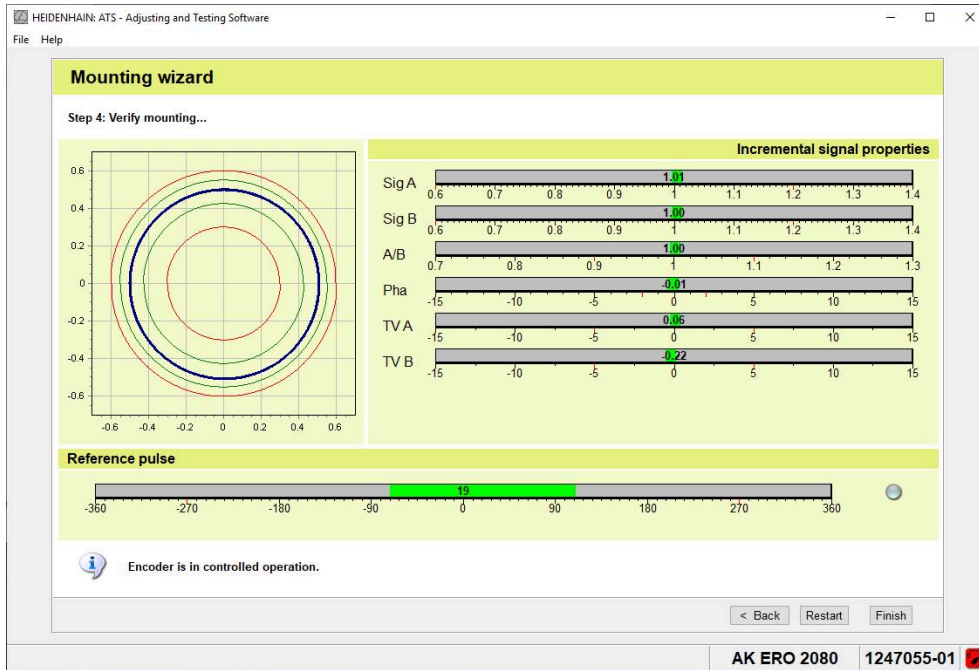 HEIDENHAIN: ATS - Adjusting and Testing Software
File Help
Mounting wizard
Step 4: Verify mounting...
Incremental signal properties
0.6
0.4
0.2
0
-0.2
-0.4
-0.6
-0.6 -0.4 -0.2 0 0.2 0.4 0.6
Sig A 1.01
0.6 0.7 0.8 0.9 1 1.1 1.2 1.3 1.4
Sig B 1.00
0.6 0.7 0.8 0.9 1 1.1 1.2 1.3 1.4
A/B 1.00
0.7 0.8 0.9 1 1.1 1.2 1.3
Pha -0.01
-15 -10 -5 0 5 10 15
TV A 0.06
-15 -10 -5 0 5 10 15
TV B -0.22
-15 -10 -5 0 5 10 15
Reference pulse
19
-360 -270 -180 -90 0 90 180 270 360
Encoder is in controlled operation.
< Back Restart Finish
AK ERO 2080 1247055-01